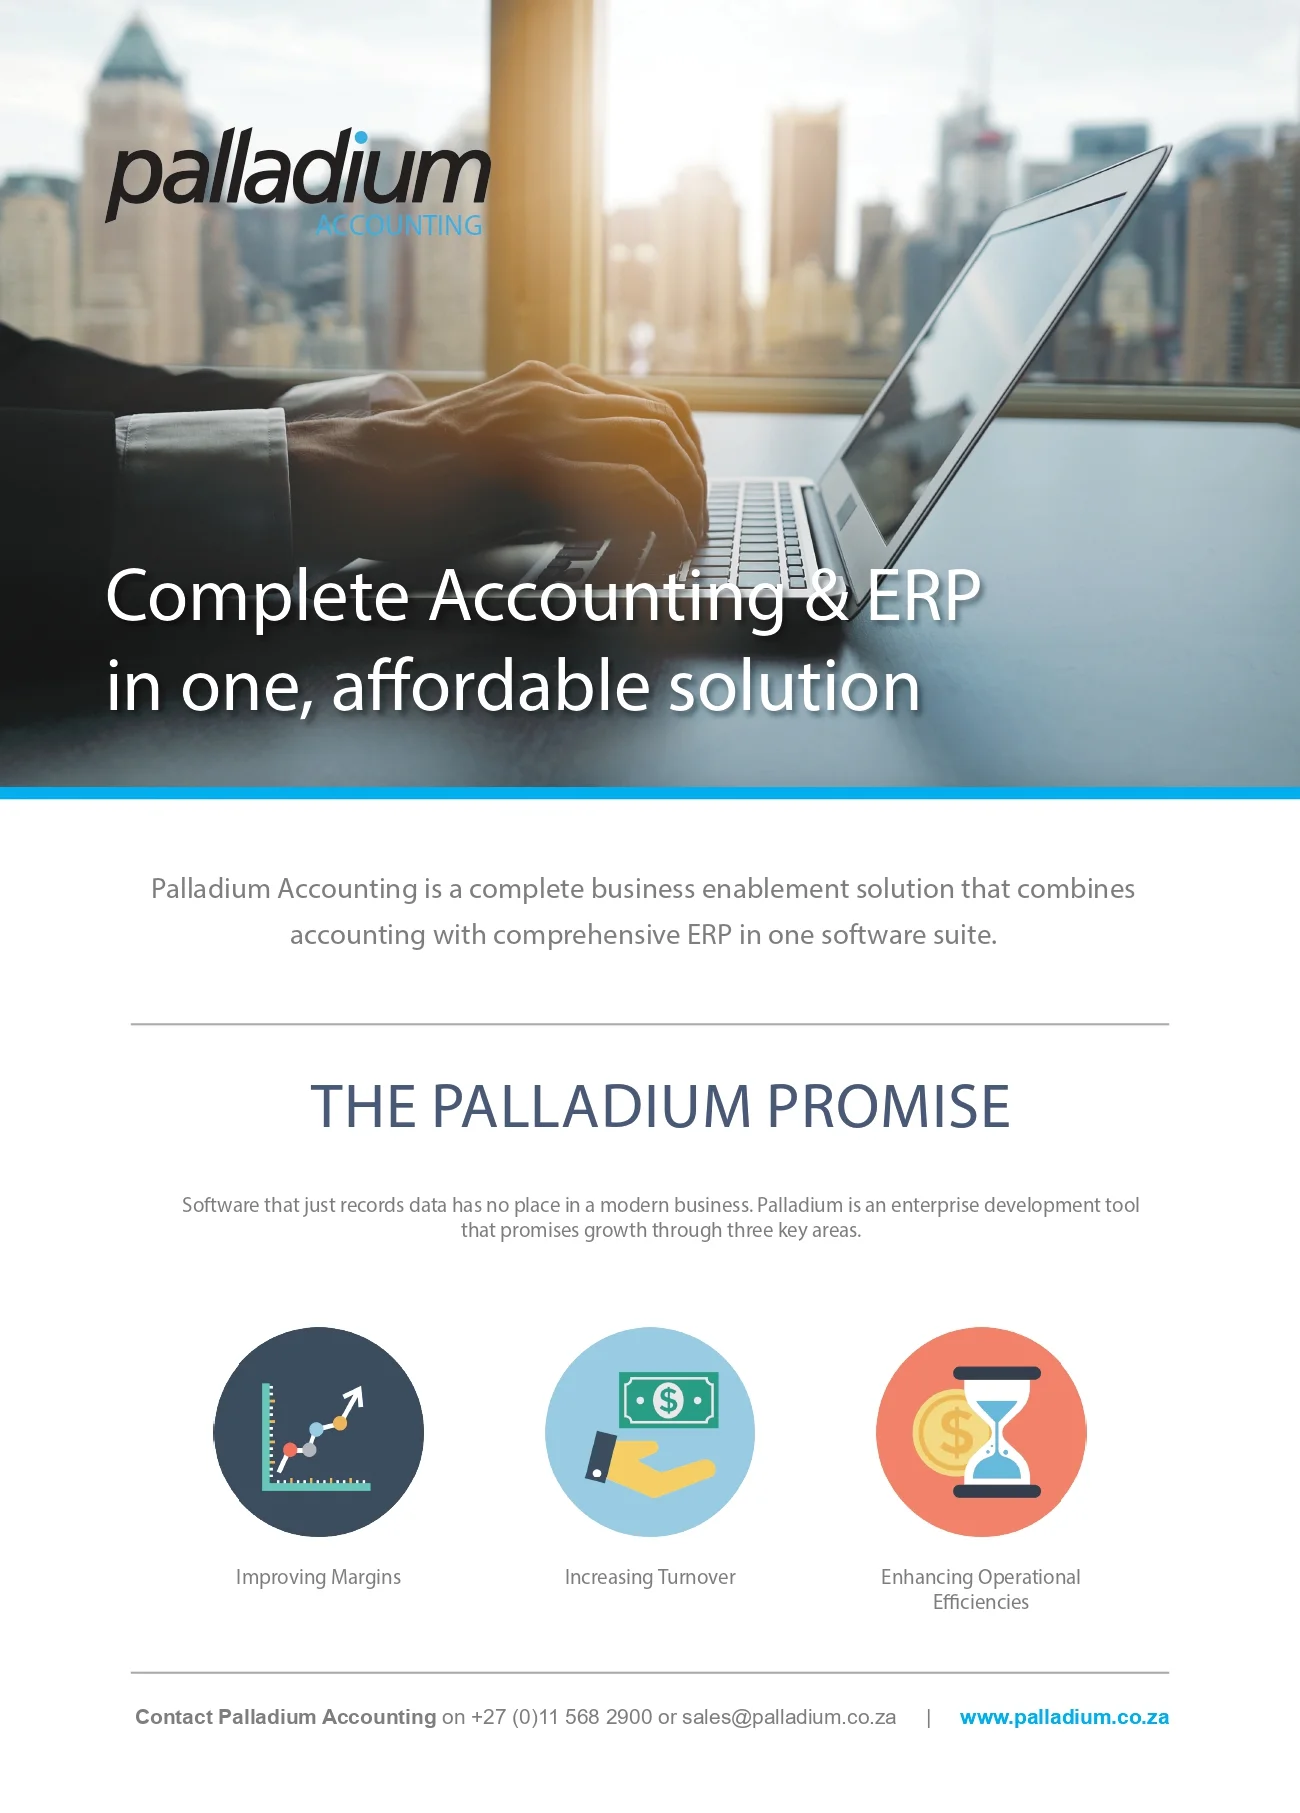 palladium
ACCOUNTING
Complete Accounting & ERP
in one, affordable solution
Palladium Accounting is a complete business enablement solution that combines
accounting with comprehensive ERP in one software suite.
THE PALLADIUM PROMISE
Software that just records data has no place in a modern business. Palladium is an enterprise development tool
that promises growth through three key areas.
$
$
Improving Margins
Increasing Turnover
Enhancing Operational
Efficiencies
Contact Palladium Accounting on +27 (0)11 568 2900 or sales@palladium.co.za | www.palladium.co.za